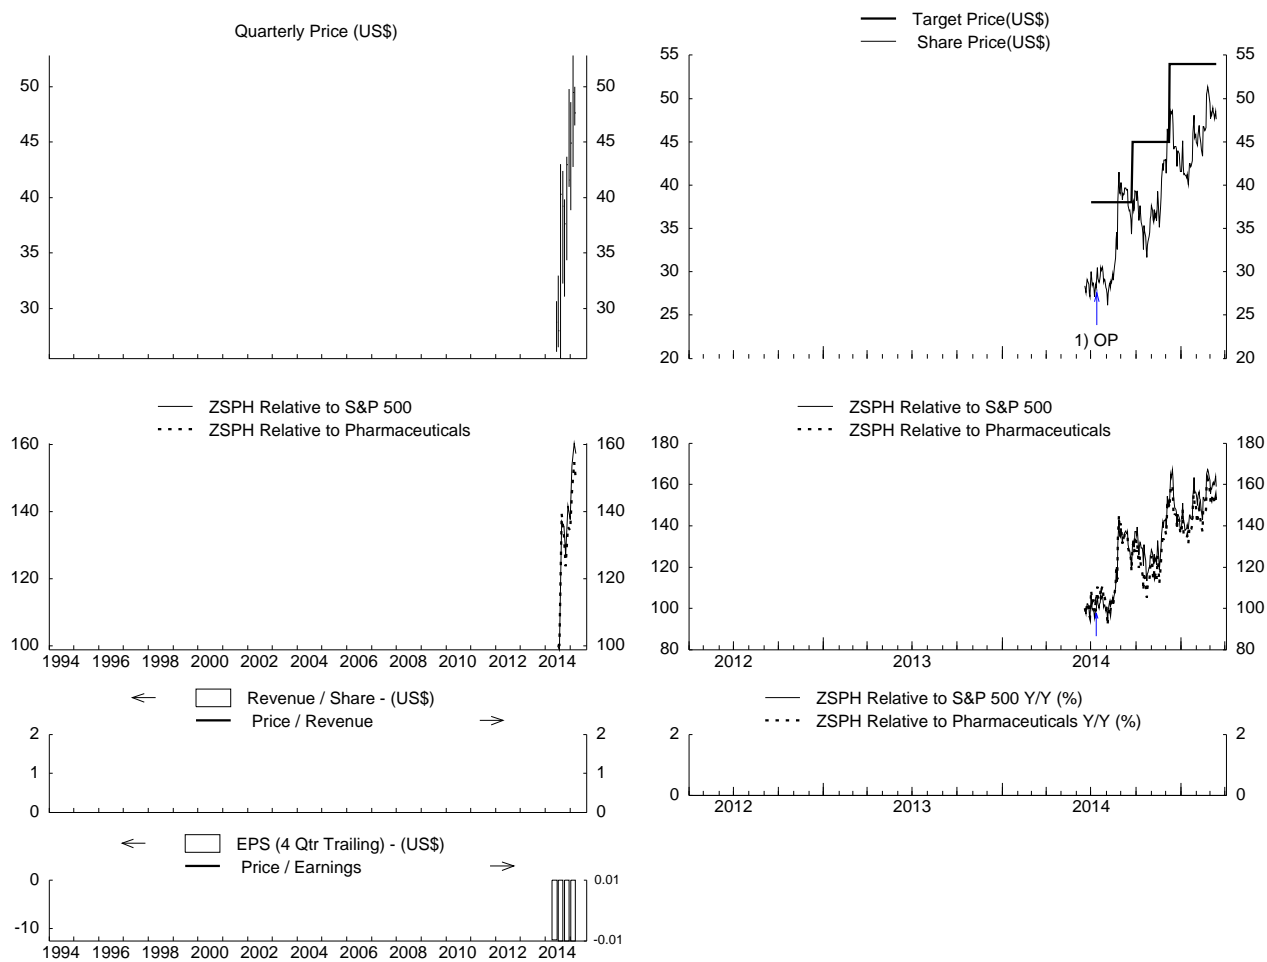 Quarterly Price (US$)
50 50
45 45
40 40
35 35
30 30
Target Price(US$)
Share Price(US$)
55 55
50 50
45 45
40 40
35 35
30 30
25 25
20 20
1) OP
ZSPH Relative to S&P 500
ZSPH Relative to Pharmaceuticals
160 160
140 140
120 120
100 100
1994 1996 1998 2000 2002 2004 2006 2008 2010 2012 2014
ZSPH Relative to S&P 500
ZSPH Relative to Pharmaceuticals
180 180
160 160
140 140
120 120
100 100
80 80
2012 2013 2014
Revenue / Share - (US$)
Price / Revenue
2 2
1 1
0 0
ZSPH Relative to S&P 500 Y/Y (%)
ZSPH Relative to Pharmaceuticals Y/Y (%)
2 2
0 0
2012 2013 2014
EPS (4 Qtr Trailing) - (US$)
Price / Earnings
0 0.01
-10 -0.01
1994 1996 1998 2000 2002 2004 2006 2008 2010 2012 2014